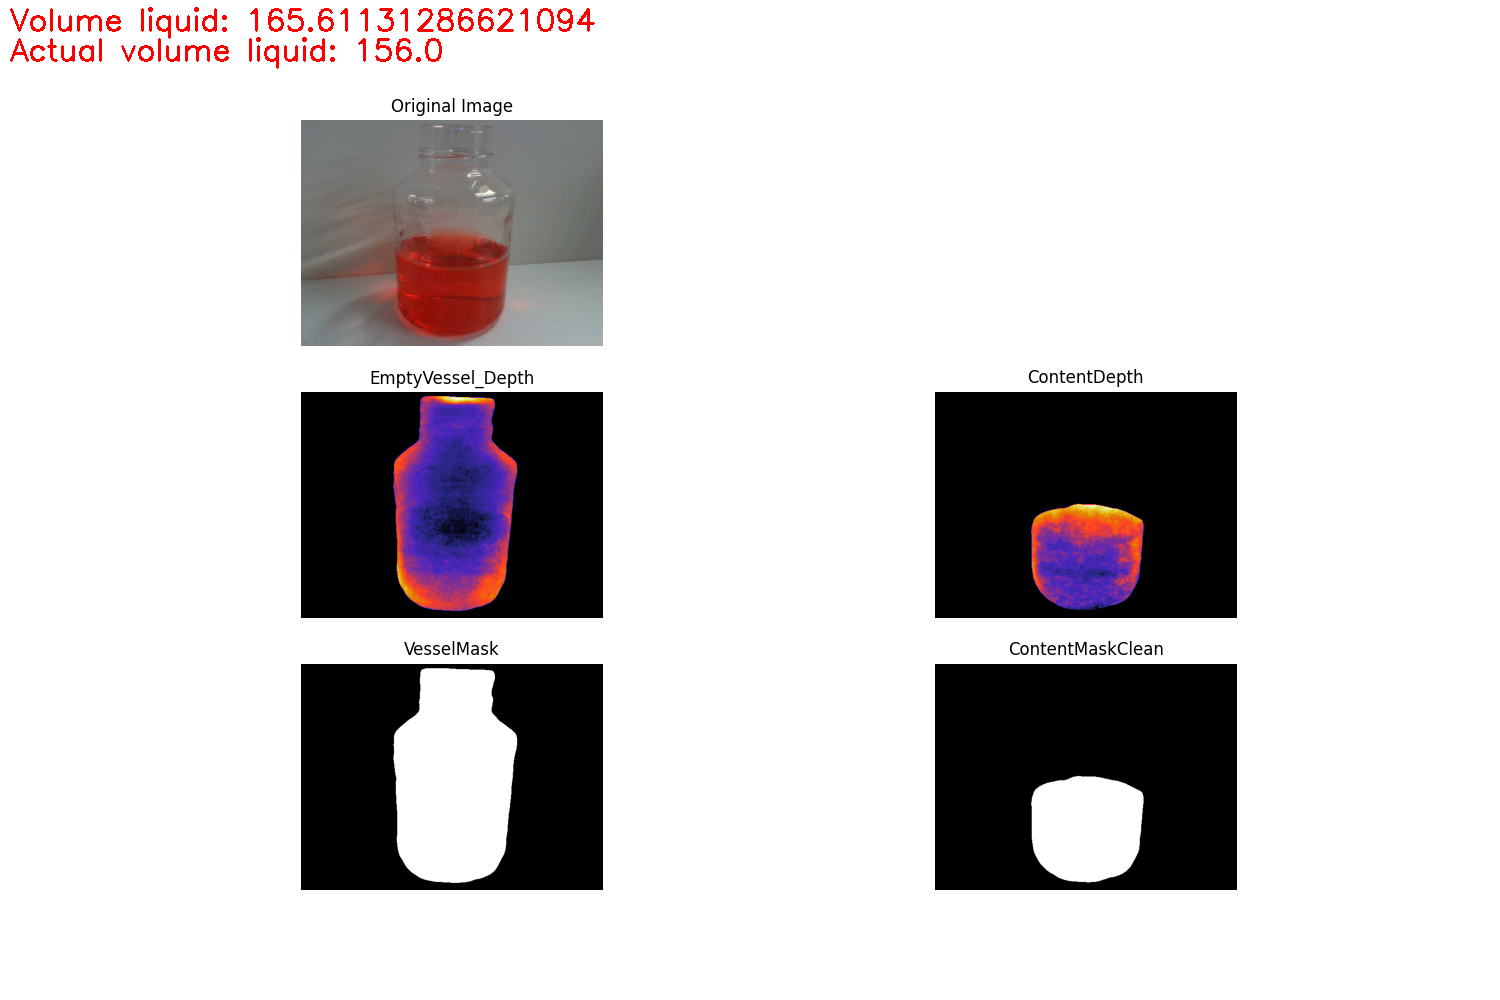 Volume liquid: 165.61131286621094
Actual volume liquid: 156.0
Original Image
EmptyVessel_Depth
ContentDepth
VesselMask
ContentMaskClean